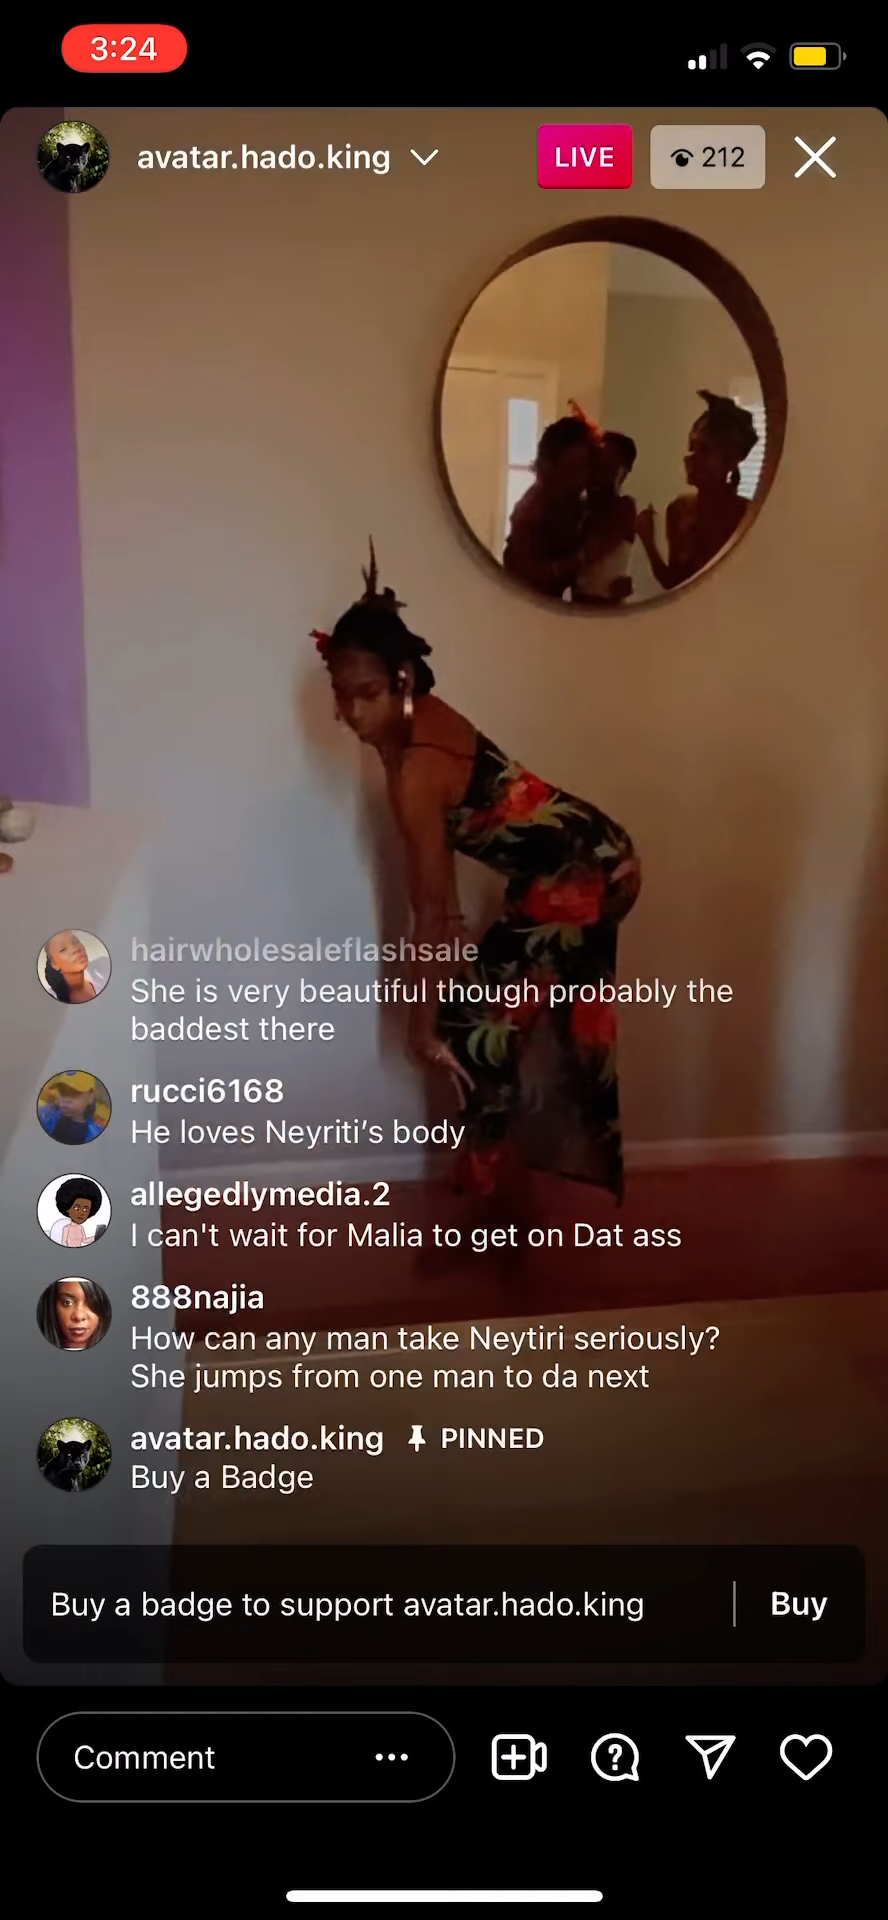 3:24
avatar.hado.king
LIVE
212
hairwholesaleflashsale
She is very beautiful though probably the
baddest there
rucci6168
He loves Neyriti’s body
allegedlymedia.2
I can't wait for Malia to get on Dat ass
888najia
How can any man take Neytiri seriously?
She jumps from one man to da next
avatar.hado.king PINNED
Buy a Badge
Buy a badge to support avatar.hado.king
Buy
Comment